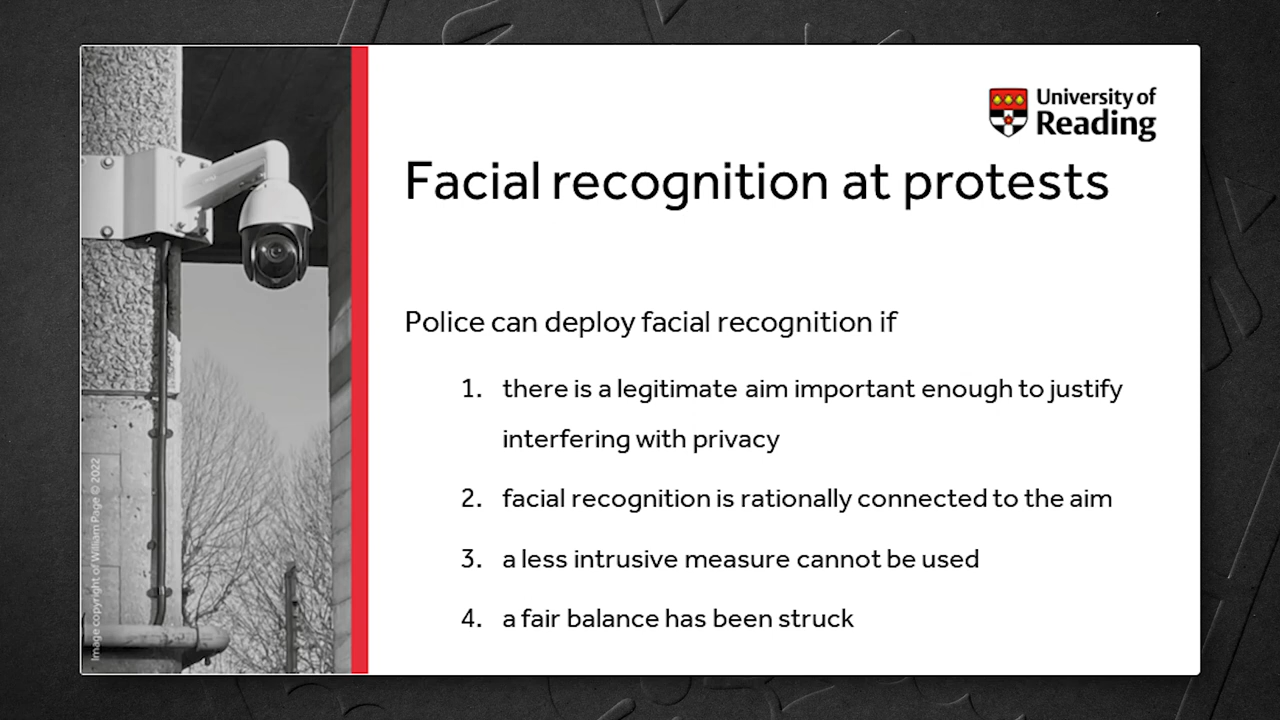 University of
Reading
Facial recognition at protests
Police can deploy facial recognition if
1. there is a legitimate aim important enough to justify
interfering with privacy
2. facial recognition is rationally connected to the aim
3. a less intrusive measure cannot be used
4. a fair balance has been struck
Image copyright of William Page © 2022